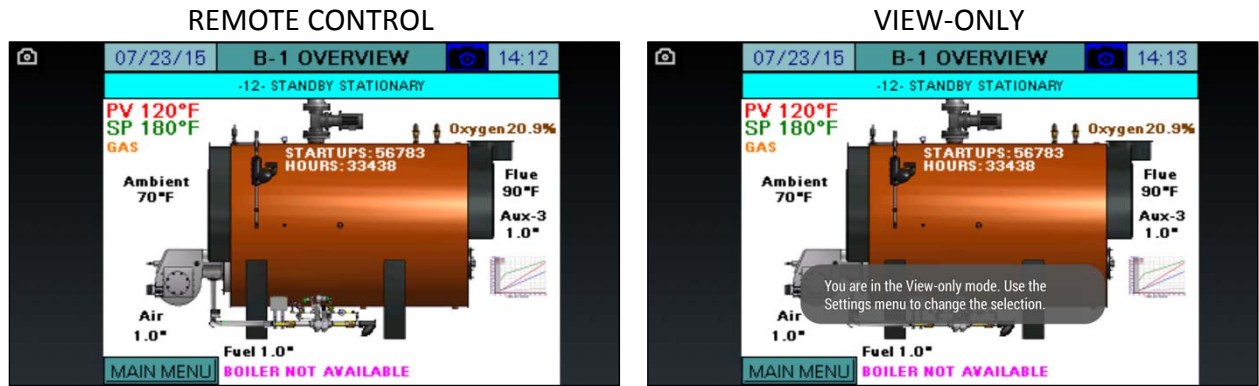 REMOTE CONTROL
07/23/15 B-1 OVERVIEW 14:12
-12- STANDBY STATIONARY
PV 120°F
SP 180°F
GAS
Oxygen 20.9%
STARTUPS: 56783
HOURS: 33438
Ambient
70°F
Flue
90°F
Aux-3
1.0"
Air
1.0"
Fuel 1.0"
MAIN MENU BOILER NOT AVAILABLE
VIEW-ONLY
07/23/15 B-1 OVERVIEW 14:13
-12- STANDBY STATIONARY
PV 120°F
SP 180°F
GAS
Oxygen 20.9%
STARTUPS: 56783
HOURS: 33438
Ambient
70°F
Flue
90°F
Aux-3
1.0"
You are in the View-only mode. Use the
Settings menu to change the selection.
Air
1.0"
Fuel 1.0"
MAIN MENU BOILER NOT AVAILABLE